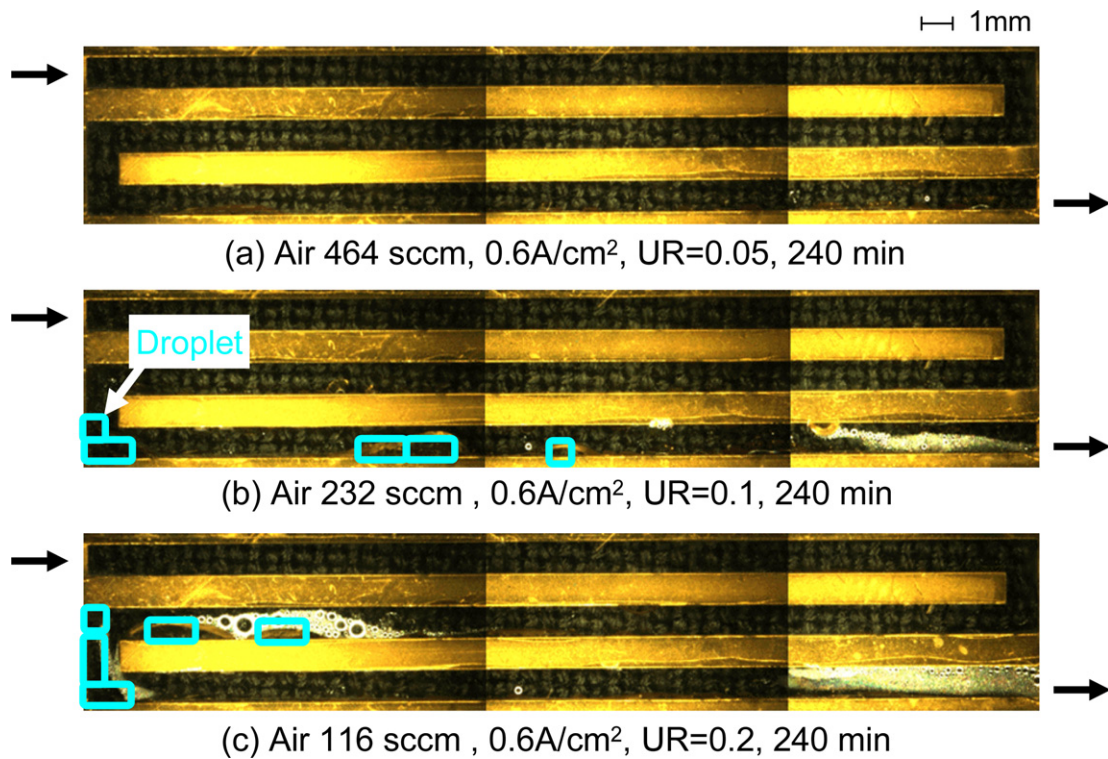 1mm
(a) Air 464 sccm, 0.6A/cm², UR=0.05, 240 min
Droplet
(b) Air 232 sccm , 0.6A/cm², UR=0.1, 240 min
(c) Air 116 sccm , 0.6A/cm², UR=0.2, 240 min